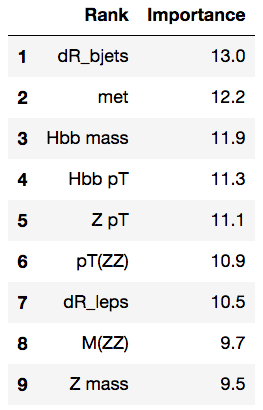 Rank Importance
1 dR_bjets 13.0
2 met 12.2
3 Hbb mass 11.9
4 Hbb pT 11.3
5 Z pT 11.1
6 pT(ZZ) 10.9
7 dR_leps 10.5
8 M(ZZ) 9.7
9 Z mass 9.5